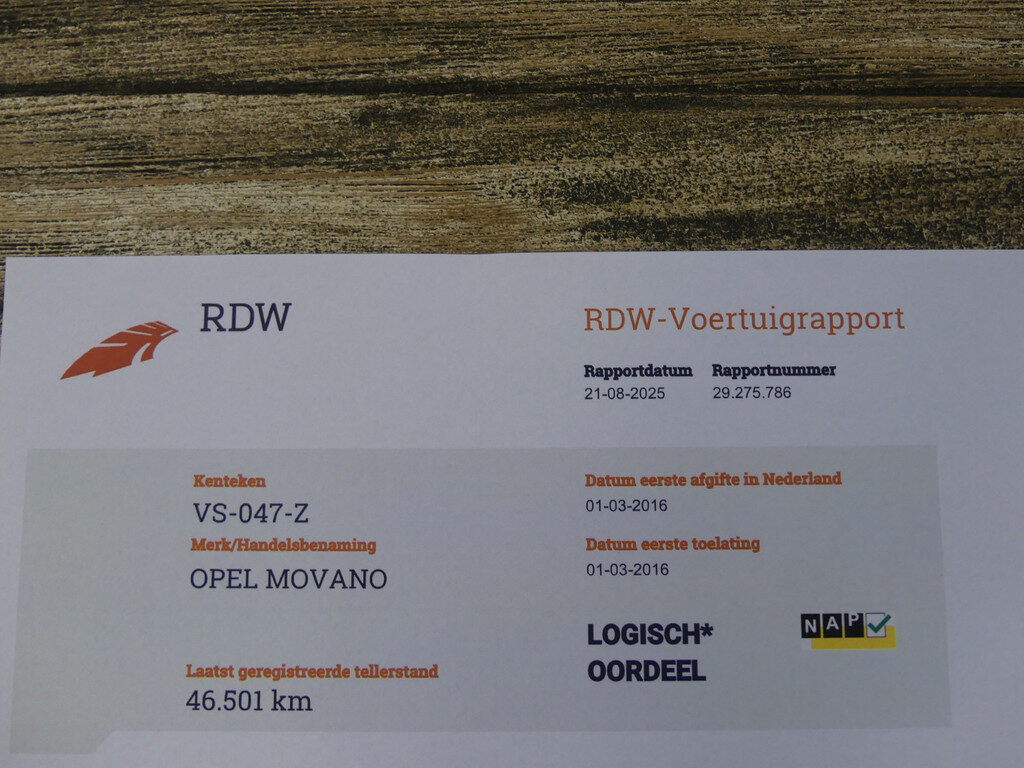 RDW
RDW-Voertuigrapport
Rapportdatum Rapportnummer
21-08-2025 29.275.786
Kenteken
VS-047-Z
Merk/Handelsbenaming
OPEL MOVANO
Laatst geregistreerde tellerstand
46.501 km
Datum eerste afgifte in Nederland
01-03-2016
Datum eerste toelating
01-03-2016
LOGISCH*
OORDEEL
NAP